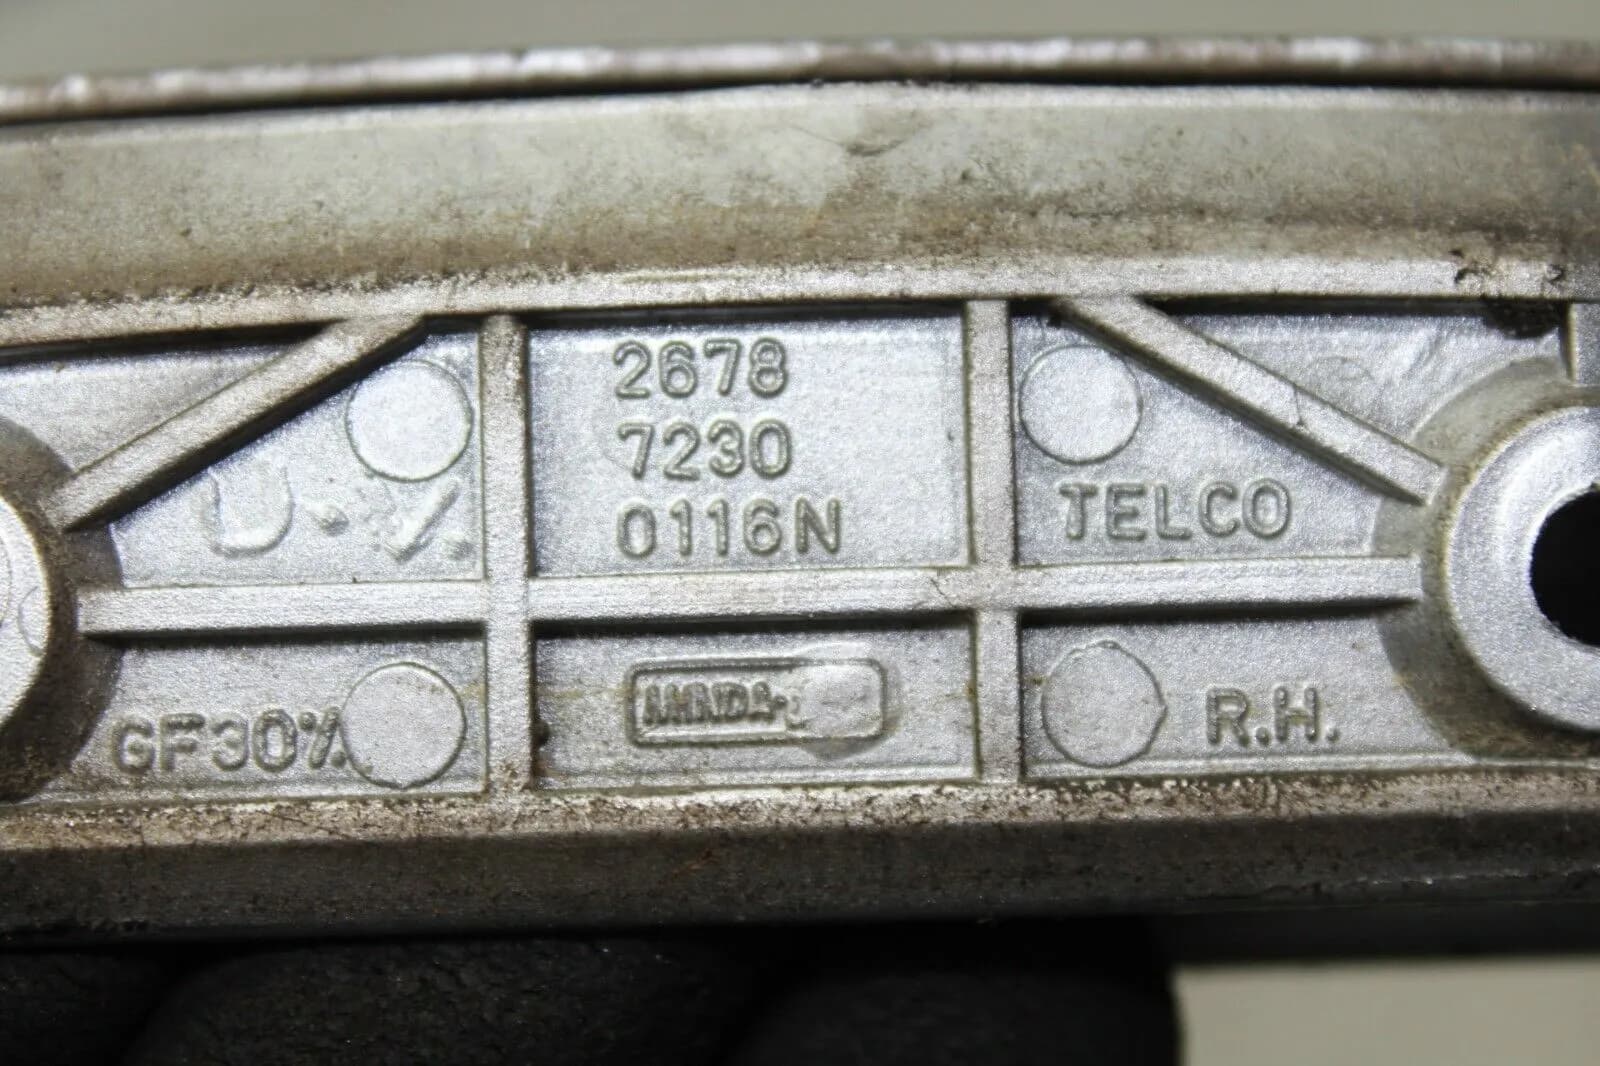 2678
7230
0116N
TELCO
GF30%
R.H.